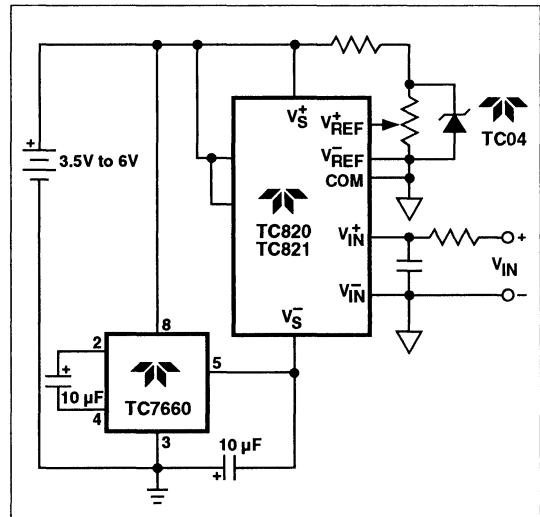 +
3.5V to 6V
V+S
V+REF
V−REF
COM
TC04
TC820
TC821
V+IN
+
VIN
V−IN
−
V−S
8
2
+
10 µF
4
5
TC7660
3
10 µF
+